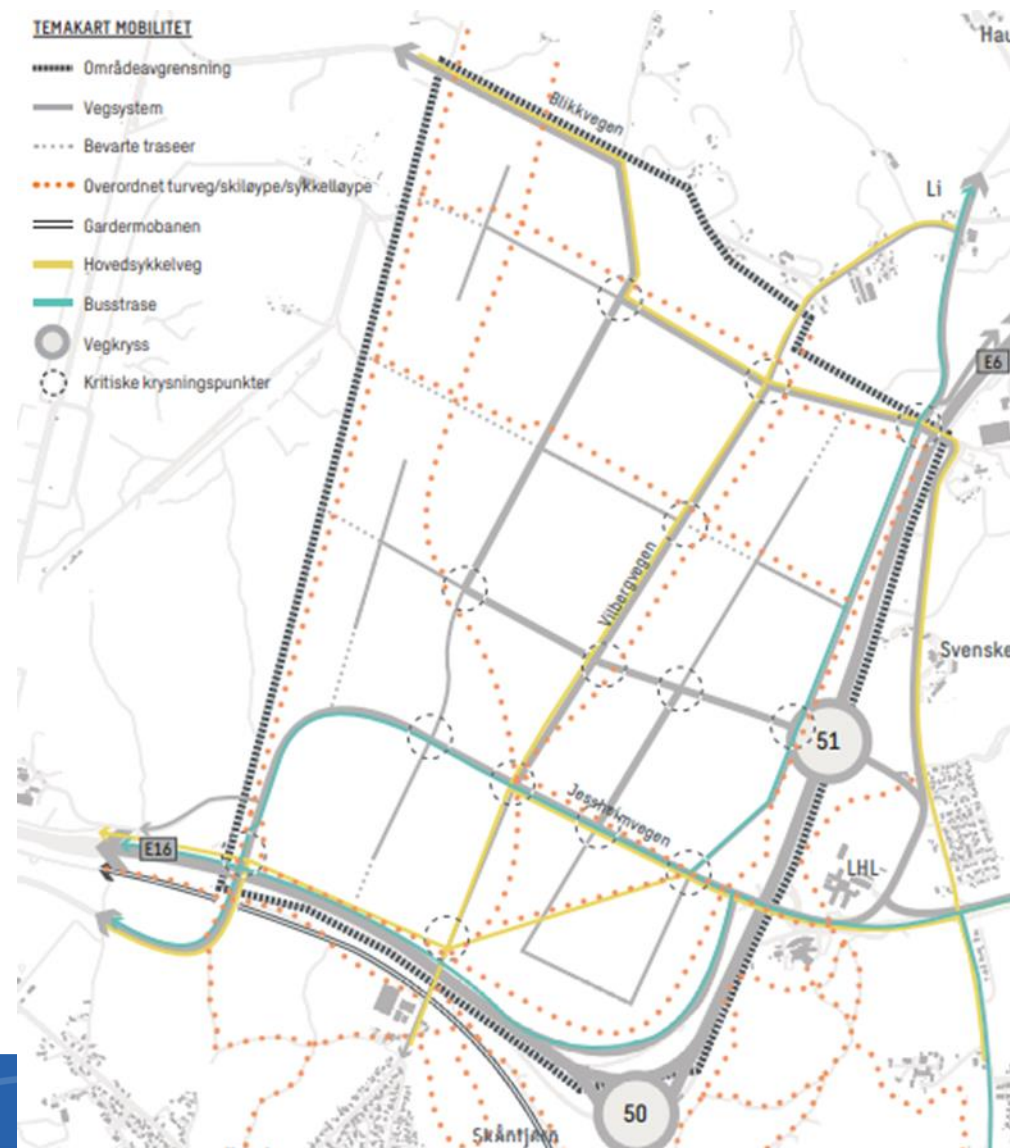 TEMAKART MOBILITET
Områdeavgrensning
Vegsystem
Bevarte traseer
Overordnet turveg/skiløype/sykkelløype
Gardermobanen
Hovedsykkelveg
Busstrase
Vegkryss
Kritiske krysningspunkter
Hau
Blikkvegen
Li
E6
Vilbergvegen
Svenske
51
Jessheimvegen
E16
LHL
50
Skåntjern